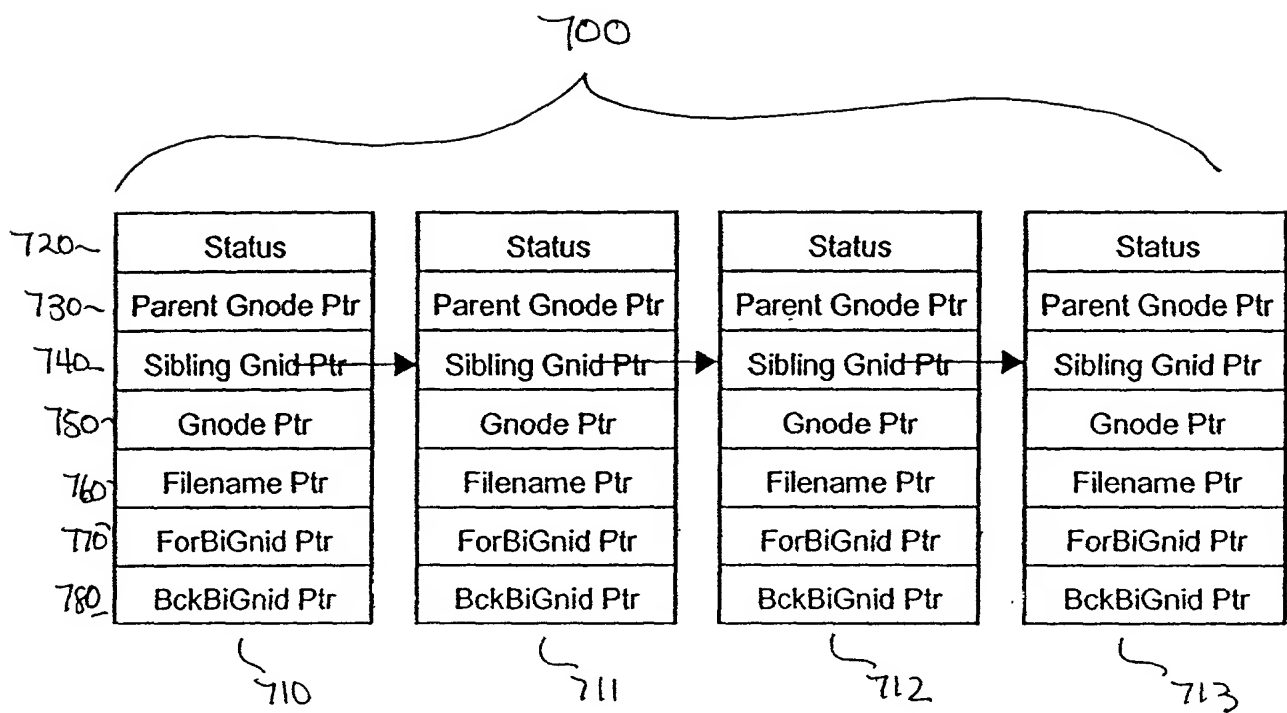 700
720 Status Status Status Status
730 Parent Gnode Ptr Parent Gnode Ptr Parent Gnode Ptr Parent Gnode Ptr
740 Sibling Gnid Ptr Sibling Gnid Ptr Sibling Gnid Ptr Sibling Gnid Ptr
750 Gnode Ptr Gnode Ptr Gnode Ptr Gnode Ptr
760 Filename Ptr Filename Ptr Filename Ptr Filename Ptr
770 ForBiGnid Ptr ForBiGnid Ptr ForBiGnid Ptr ForBiGnid Ptr
780 BckBiGnid Ptr BckBiGnid Ptr BckBiGnid Ptr BckBiGnid Ptr
710 711 712 713